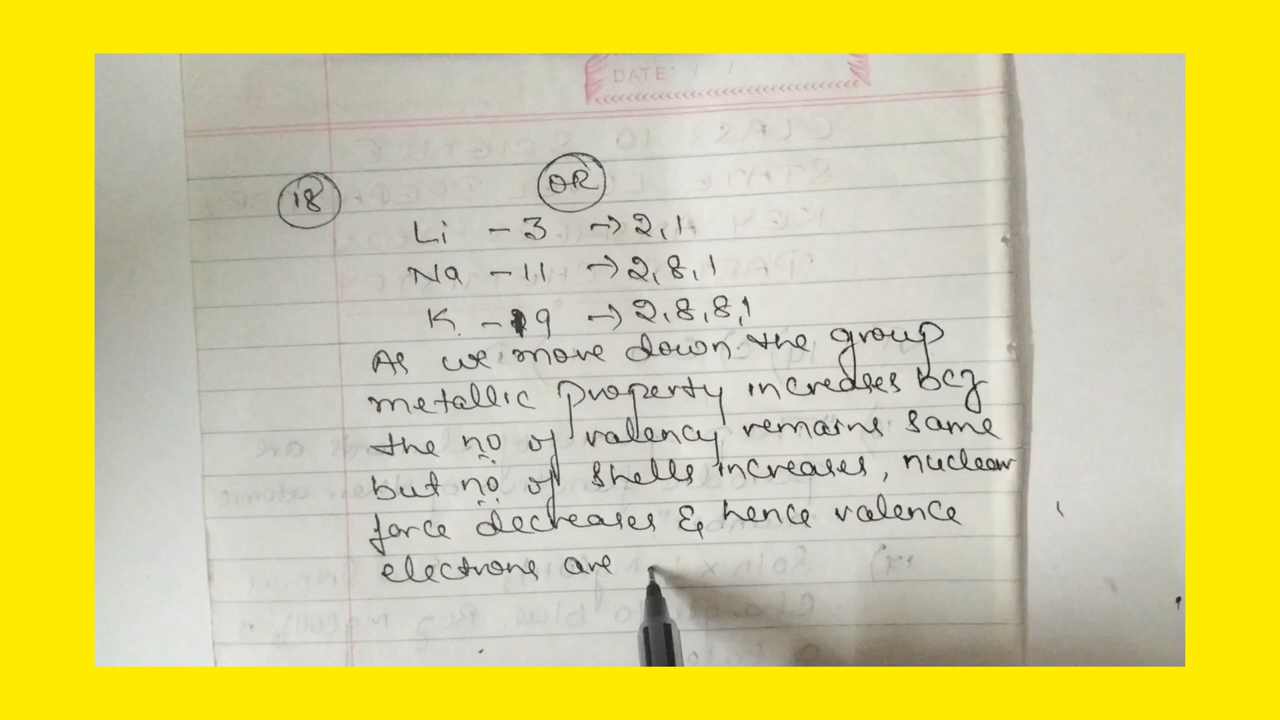 DATE:
18 OR
Li - 3 → 2,1
Na - 11 → 2,8,1
K - 19 → 2,8,8,1
As we move down the group
metallic property increases bcz
the no of valency remains same
but no of shells increases, nuclear
force decreases & hence valence
electrons are